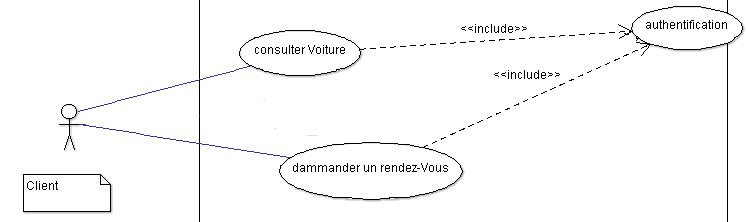 authentification
<<include>>
consulter Voiture
<<include>>
dammander un rendez-Vous
Client